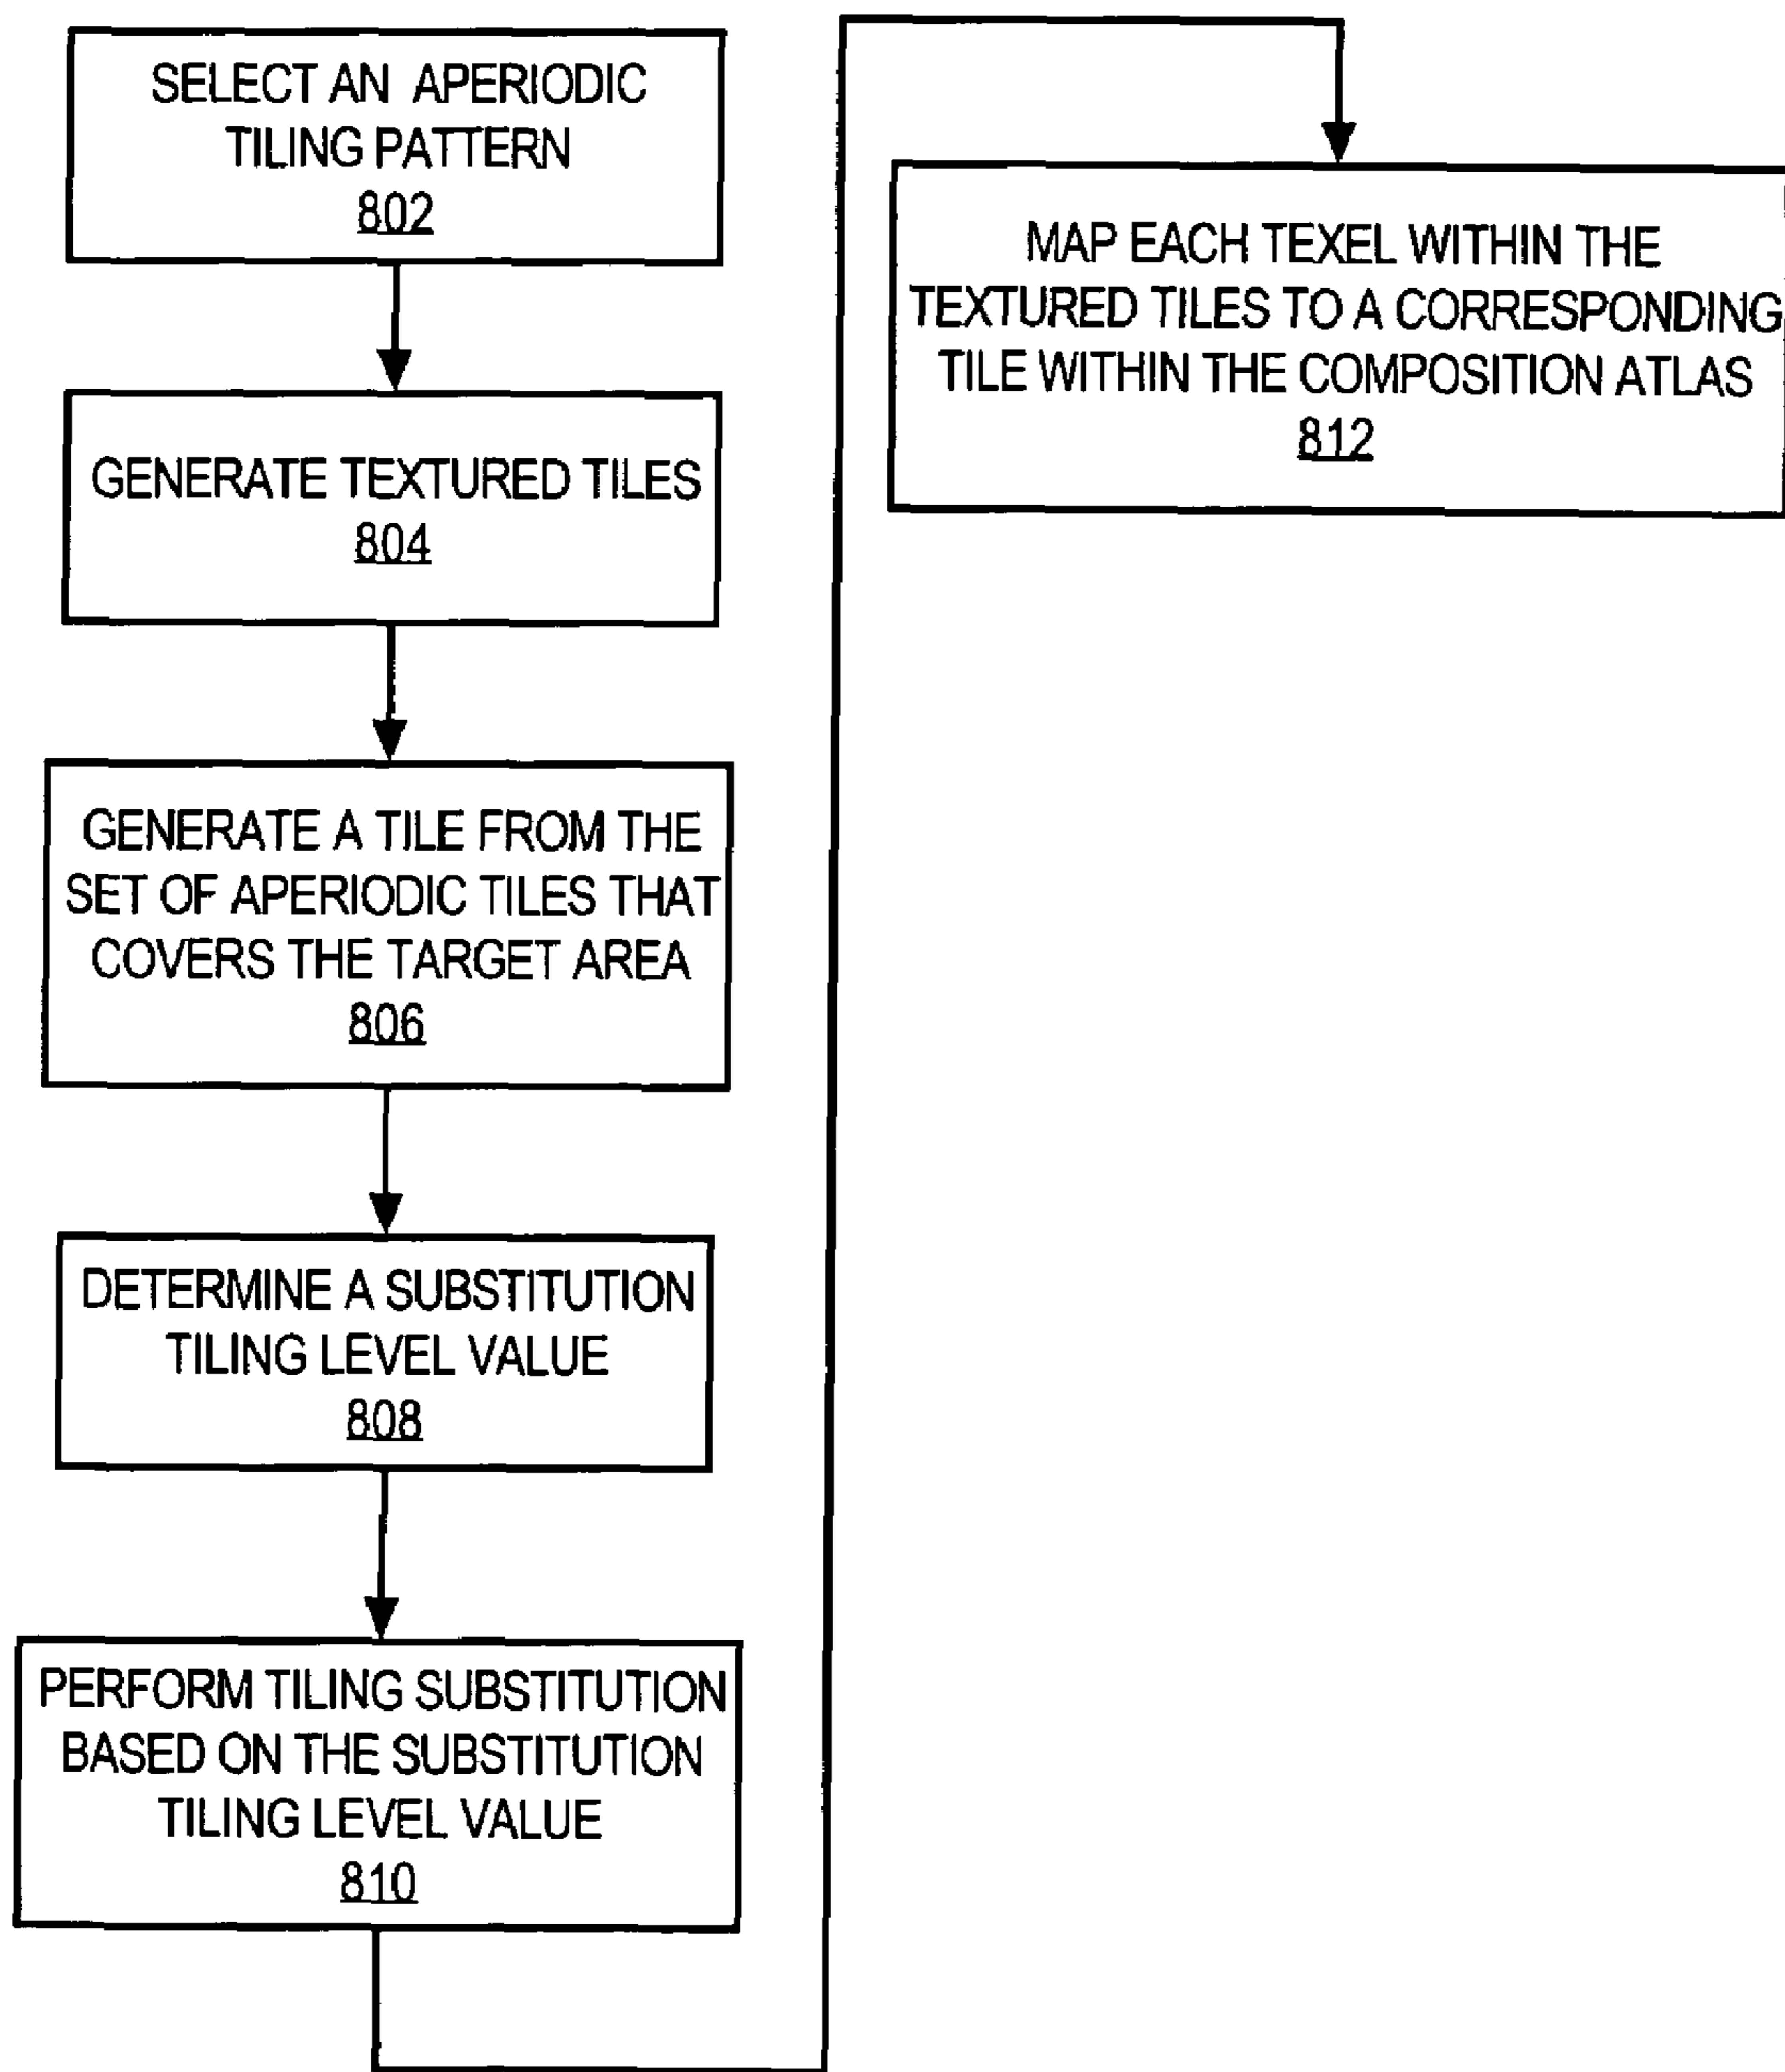 SELECT AN APERIODIC
TILING PATTERN
802
GENERATE TEXTURED TILES
804
GENERATE A TILE FROM THE
SET OF APERIODIC TILES THAT
COVERS THE TARGET AREA
806
DETERMINE A SUBSTITUTION
TILING LEVEL VALUE
808
PERFORM TILING SUBSTITUTION
BASED ON THE SUBSTITUTION
TILING LEVEL VALUE
810
MAP EACH TEXEL WITHIN THE
TEXTURED TILES TO A CORRESPONDING
TILE WITHIN THE COMPOSITION ATLAS
812